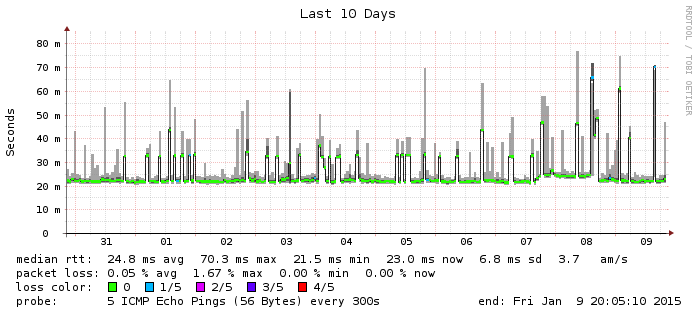 Last 10 Days
RRDTOOL / TOBI OETIKER
Seconds
80 m
70 m
60 m
50 m
40 m
30 m
20 m
10 m
0
31 01 02 03 04 05 06 07 08 09
median rtt: 24.8 ms avg 70.3 ms max 21.5 ms min 23.0 ms now 6.8 ms sd 3.7 am/s
packet loss: 0.05 % avg 1.67 % max 0.00 % min 0.00 % now
loss color: 0 1/5 2/5 3/5 4/5
probe: 5 ICMP Echo Pings (56 Bytes) every 300s end: Fri Jan 9 20:05:10 2015